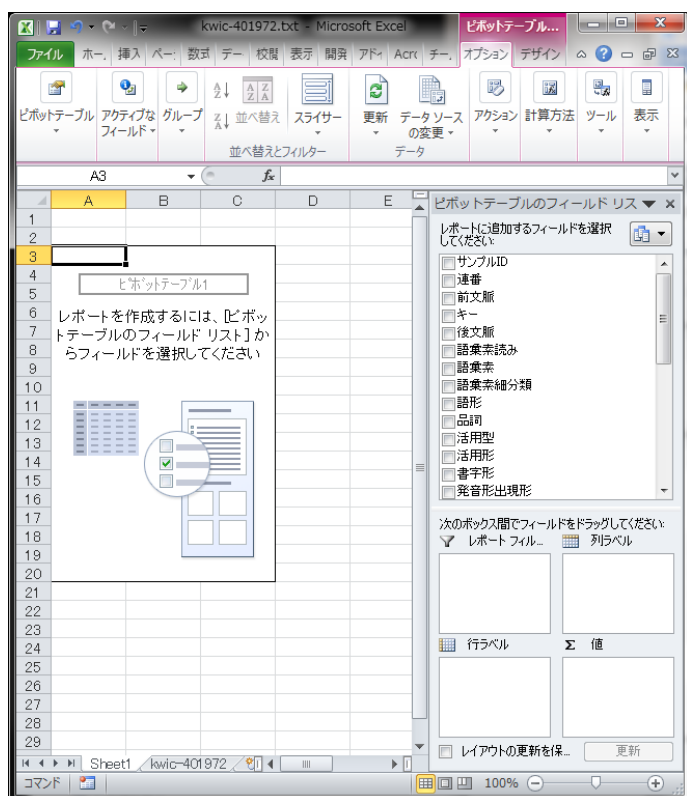 kwic-401972.txt - Microsoft Excel
ピボットテーブル...
ファイル ホー. 挿入 ペー: 数式 デー 校閲 表示 開発 アドイ Acrc チー. オプション デザイン
ピボットテーブル アクティブな フィールド グループ 並べ替え スライサー 更新 データ ソース の変更 アクション 計算方法 ツール 表示
並べ替えとフィルター データ
A3 fx
A B C D E
1
2
3
4
5
6
7
8
9
10
11
12
13
14
15
16
17
18
19
20
21
22
23
24
25
26
27
28
29
ピボットテーブル1
レポートを作成するには、[ピボッ
トテーブルのフィールド リスト] か
らフィールドを選択してください
ピボットテーブルのフィールド リス
レポートに追加するフィールドを選択
してください:
サンプルID
連番
前文脈
キー
後文脈
語彙素読み
語彙素
語彙素細分類
語形
品詞
活用型
活用形
書字形
発音形出現形
次のボックス間でフィールドをドラッグしてください:
レポート フィル... 列ラベル
行ラベル Σ 値
レイアウトの更新を保... 更新
Sheet1 kwic-401972
コマンド 100%